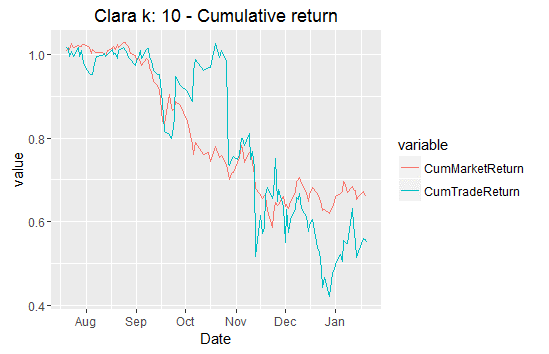 Clara k: 10 - Cumulative return
value
1.0
0.8
0.6
0.4
Aug Sep Oct Nov Dec Jan
Date
variable
CumMarketReturn
CumTradeReturn